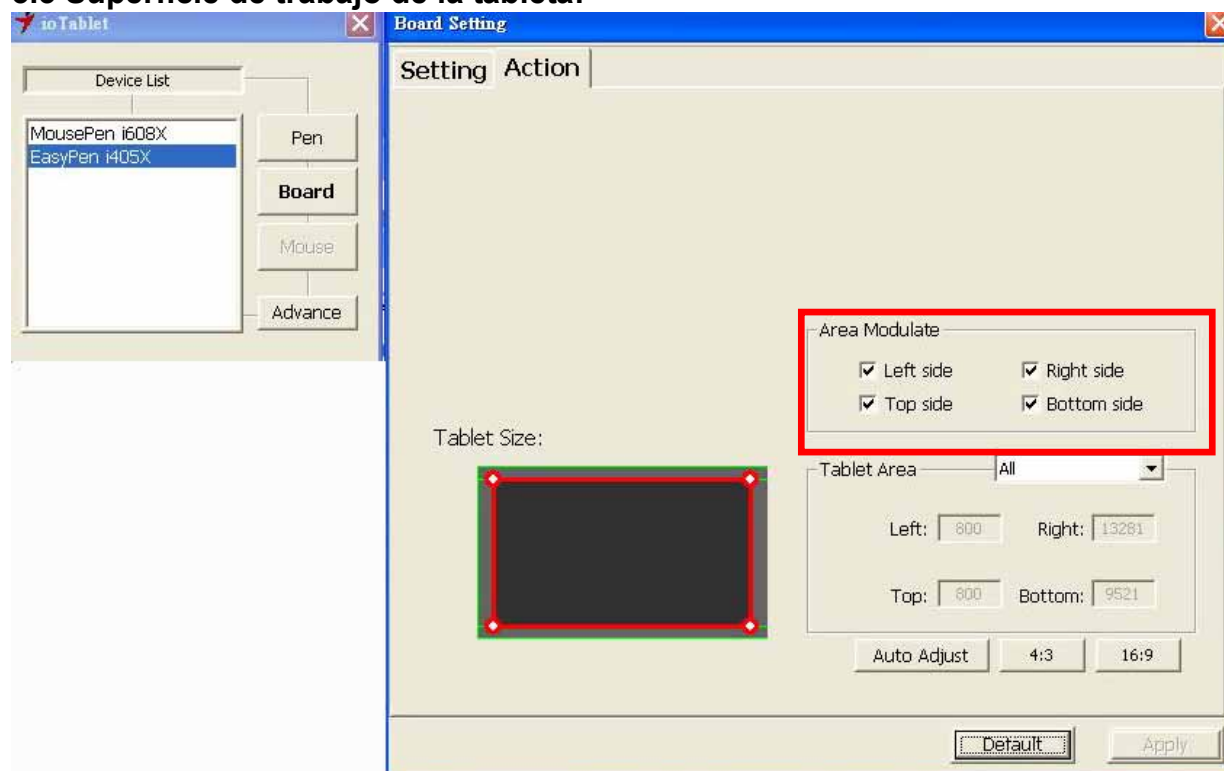 ioTablet
Device List
MousePen i608X
EasyPen i405X
Pen
Board
Mouse
Advance
Board Setting
Setting Action
Area Modulate
Left side Right side
Top side Bottom side
Tablet Size:
Tablet Area All
Left: 800 Right: 13281
Top: 800 Bottom: 9521
Auto Adjust 4:3 16:9
Default Apply